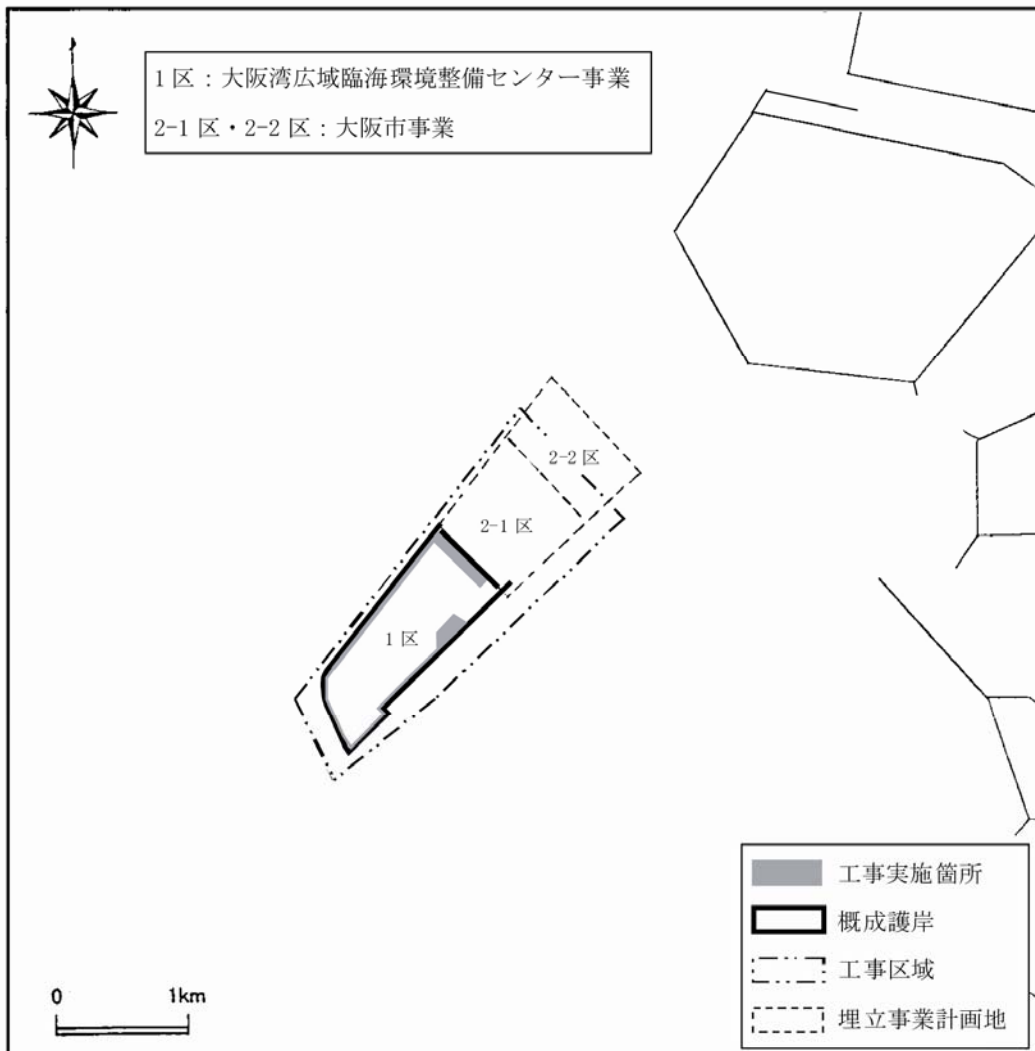 1区：大阪湾広域臨海環境整備センター事業
2-1区・2-2区：大阪市事業
2-2区
2-1区
1区
工事実施箇所
概成護岸
工事区域
埋立事業計画地
0 1km